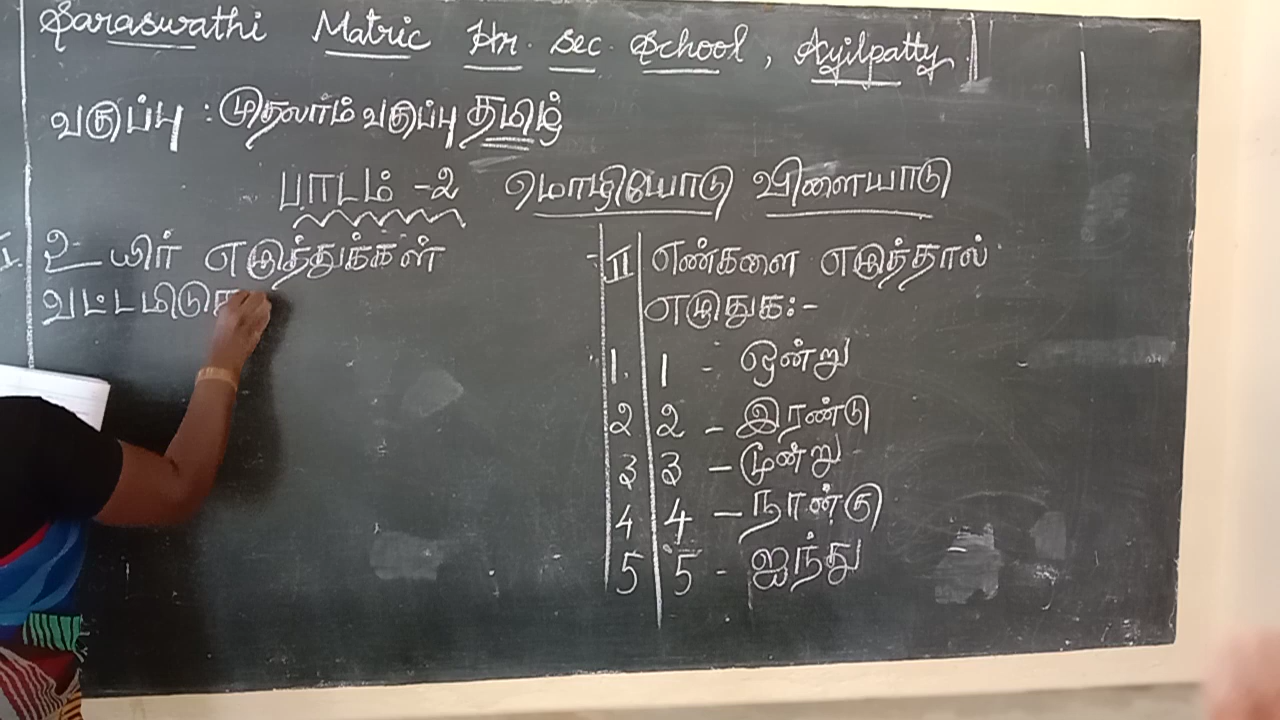 Saraswathi Matric Hr. Sec. School, Ayilpatty.
வகுப்பு : முதலாம் வகுப்பு தமிழ்
பாடம் -2 மொழியோடு விளையாடு
I. உயிர் எழுத்துக்கள்
வட்டமிடுக
II எண்களை எழுத்தால்
எழுதுக:-
1. 1 - ஒன்று
2 2 - இரண்டு
3 3 - மூன்று
4 4 - நான்கு
5 5 - ஐந்து